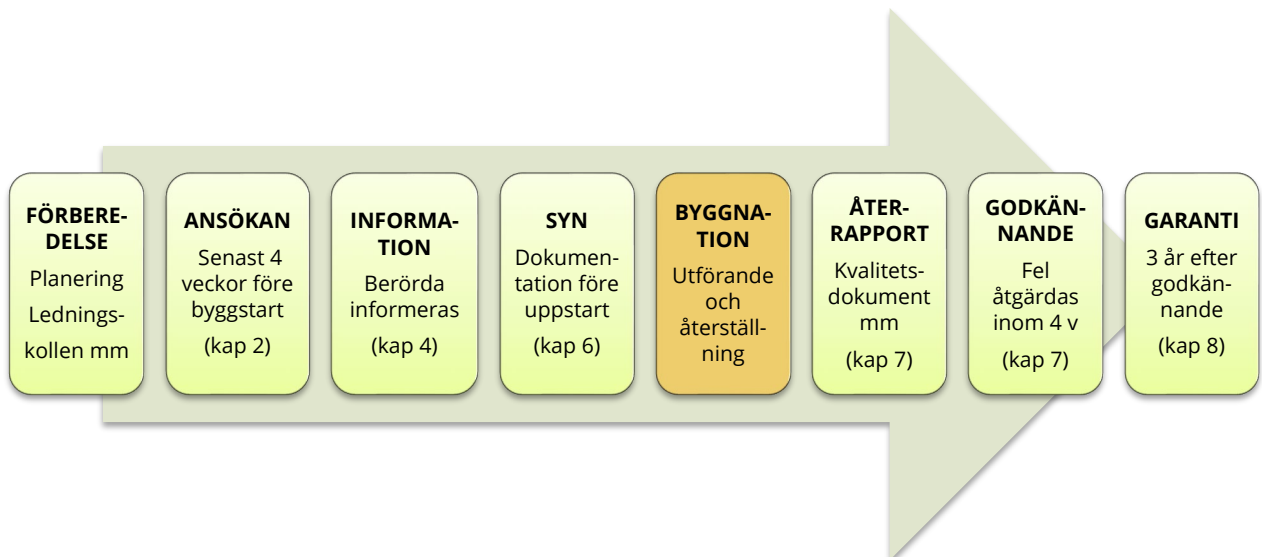 FÖRBERE-
DELSE
Planering
Lednings-
kollen mm
ANSÖKAN
Senast 4
veckor före
byggstart
(kap 2)
INFORMA-
TION
Berörda
informeras
(kap 4)
SYN
Dokumen-
tation före
uppstart
(kap 6)
BYGGNA-
TION
Utförande
och
återställ-
ning
ÅTER-
RAPPORT
Kvalitets-
dokument
mm
(kap 7)
GODKÄN-
NANDE
Fel
åtgärdas
inom 4 v
(kap 7)
GARANTI
3 år efter
godkän-
nande
(kap 8)